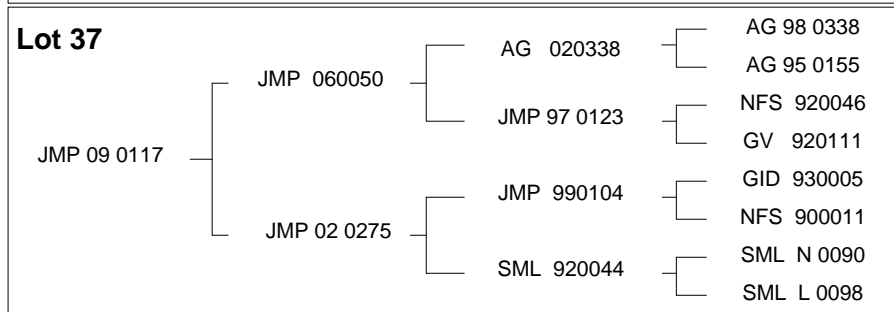 Lot 37
AG 98 0338
AG 020338
AG 95 0155
JMP 060050
NFS 920046
JMP 97 0123
GV 920111
JMP 09 0117
GID 930005
JMP 990104
NFS 900011
JMP 02 0275
SML N 0090
SML 920044
SML L 0098